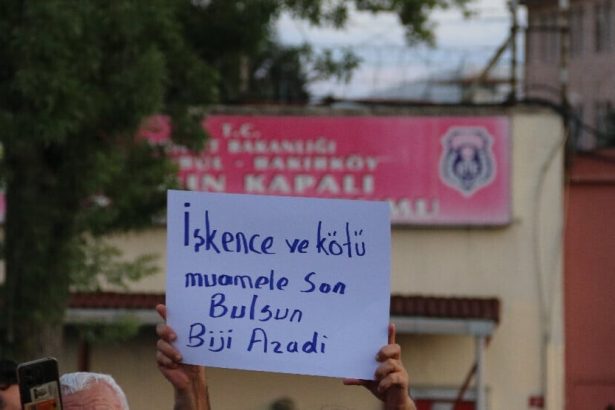 T.C.
BAKANLIĞI
BAKIRKÖY
KAPALI
İşkence ve kötü
muamele son
Bulsun
Biji Azadi